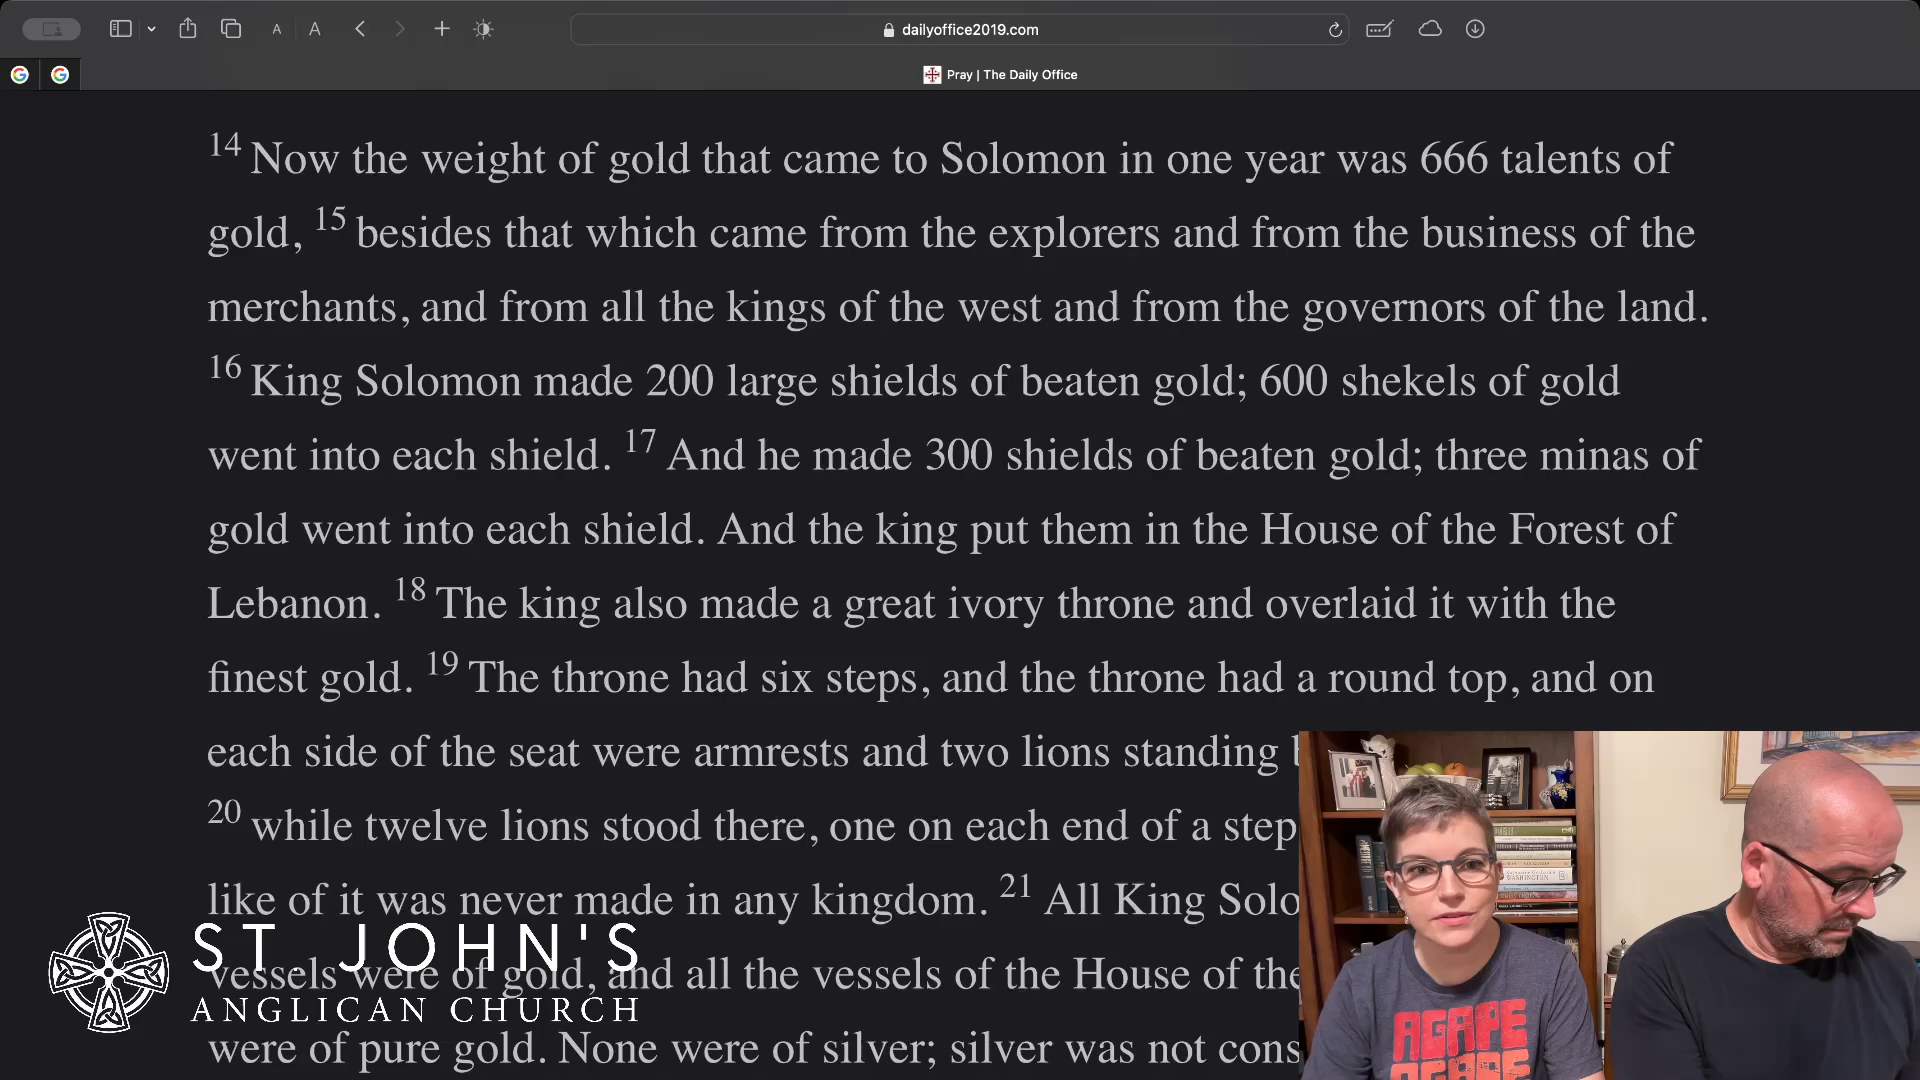 A A dailyoffice2019.com
Pray | The Daily Office
14 Now the weight of gold that came to Solomon in one year was 666 talents of
gold, 15 besides that which came from the explorers and from the business of the
merchants, and from all the kings of the west and from the governors of the land.
16 King Solomon made 200 large shields of beaten gold; 600 shekels of gold
went into each shield. 17 And he made 300 shields of beaten gold; three minas of
gold went into each shield. And the king put them in the House of the Forest of
Lebanon. 18 The king also made a great ivory throne and overlaid it with the
finest gold. 19 The throne had six steps, and the throne had a round top, and on
each side of the seat were armrests and two lions standing
20 while twelve lions stood there, one on each end of a step
like of it was never made in any kingdom. 21 All King Solo
vessels were of gold, and all the vessels of the House of the
were of pure gold. None were of silver; silver was not cons
ST. JOHN'S
ANGLICAN CHURCH
WASHINGTON
AGAPE
AGAPE